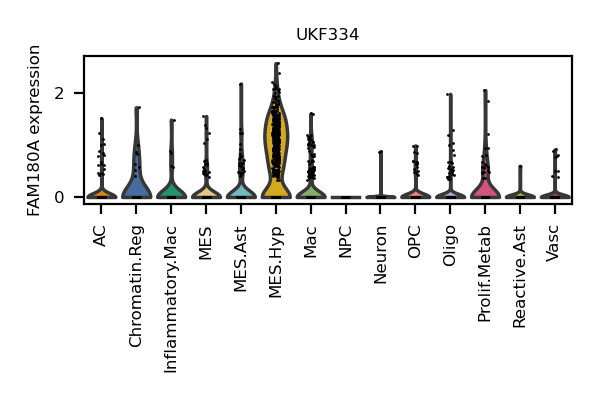 UKF334
FAM180A expression
2
0
AC
Chromatin.Reg
Inflammatory.Mac
MES
MES.Ast
MES.Hyp
Mac
NPC
Neuron
OPC
Oligo
Prolif.Metab
Reactive.Ast
Vasc